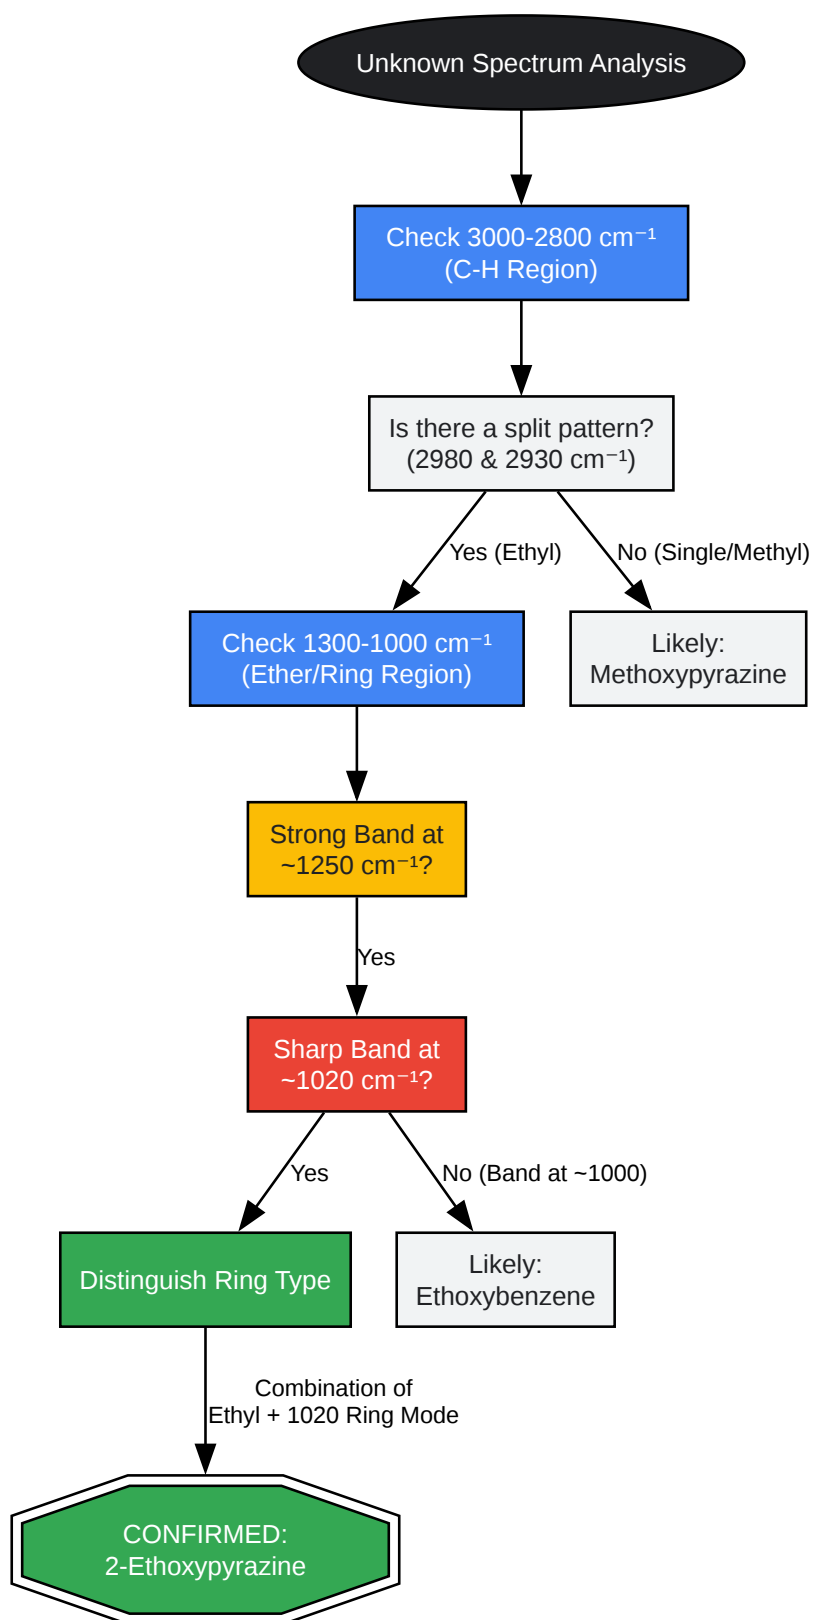 Unknown Spectrum Analysis
Check 3000-2800 cm⁻¹
(C-H Region)
Is there a split pattern?
(2980 & 2930 cm⁻¹)
Yes (Ethyl)
No (Single/Methyl)
Check 1300-1000 cm⁻¹
(Ether/Ring Region)
Likely:
Methoxypyrazine
Strong Band at
~1250 cm⁻¹?
Yes
Sharp Band at
~1020 cm⁻¹?
Yes
No (Band at ~1000)
Distinguish Ring Type
Likely:
Ethoxybenzene
Combination of
Ethyl + 1020 Ring Mode
CONFIRMED:
2-Ethoxypyrazine